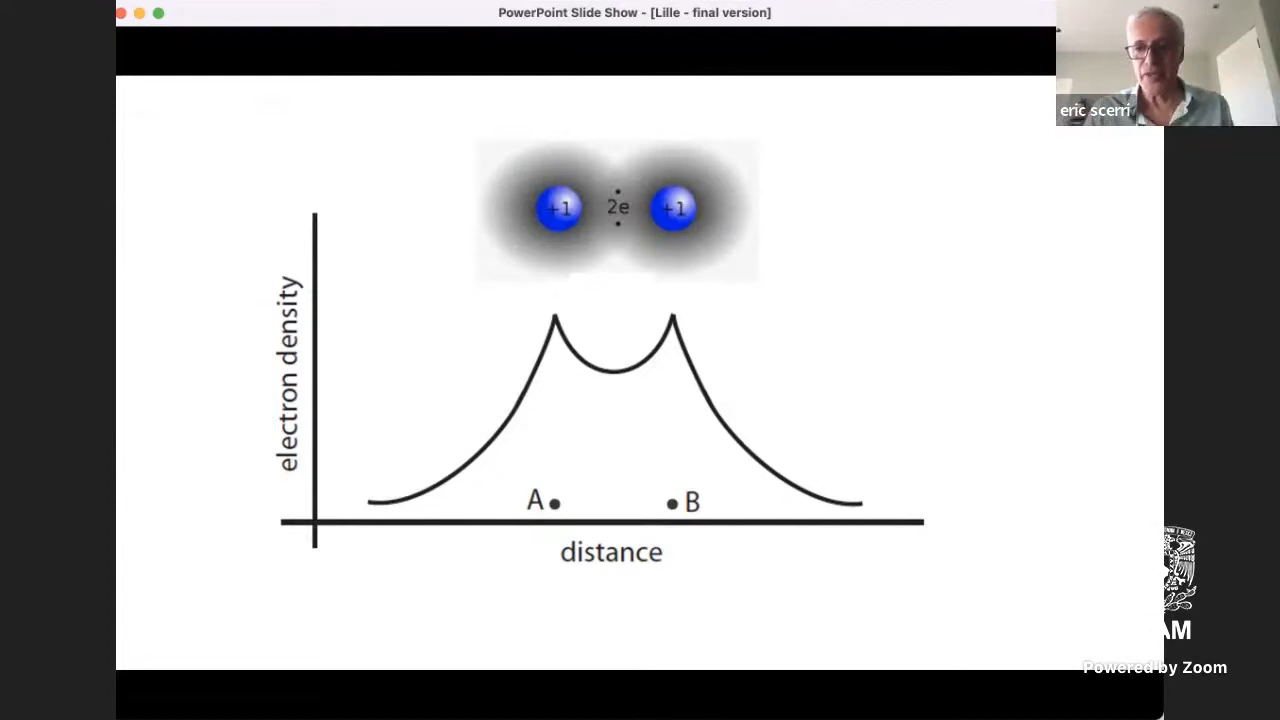 PowerPoint Slide Show - [Lille - final version]
eric scerri
+1 2e +1
electron density
A B
distance
AM
Powered by Zoom